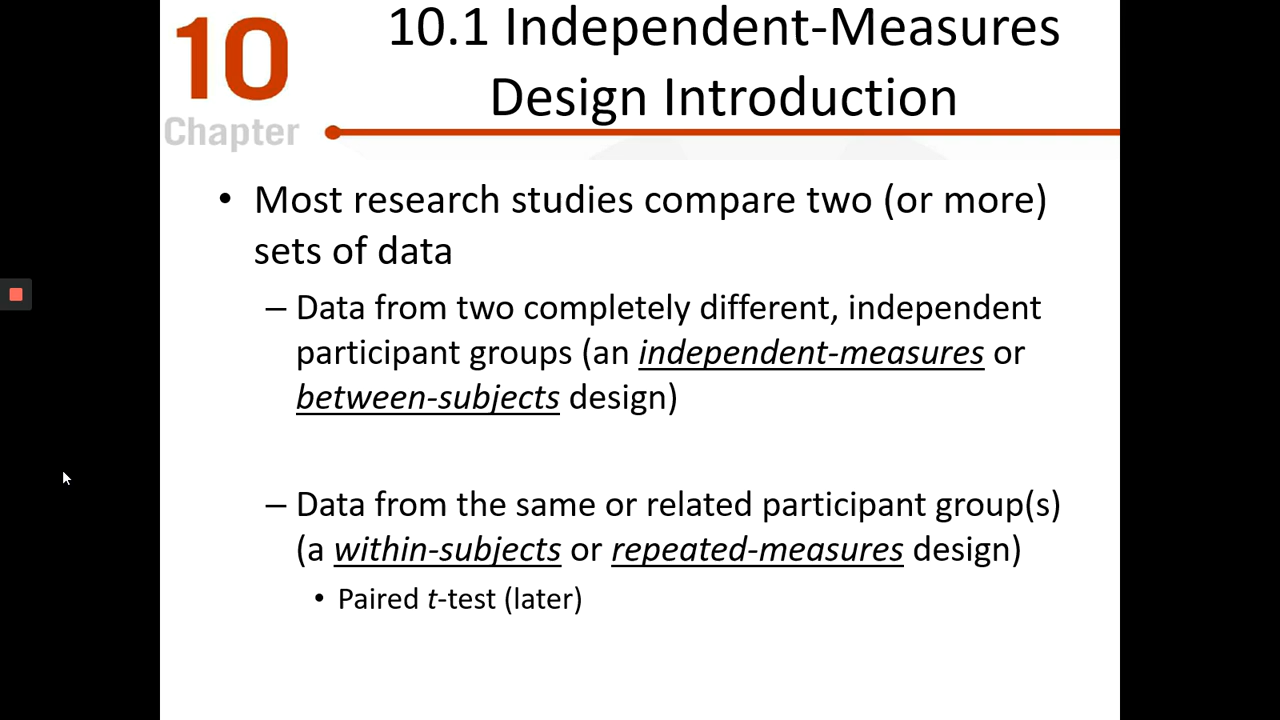 10
Chapter
10.1 Independent-Measures
Design Introduction
• Most research studies compare two (or more)
sets of data
– Data from two completely different, independent
participant groups (an independent-measures or
between-subjects design)
– Data from the same or related participant group(s)
(a within-subjects or repeated-measures design)
• Paired t-test (later)